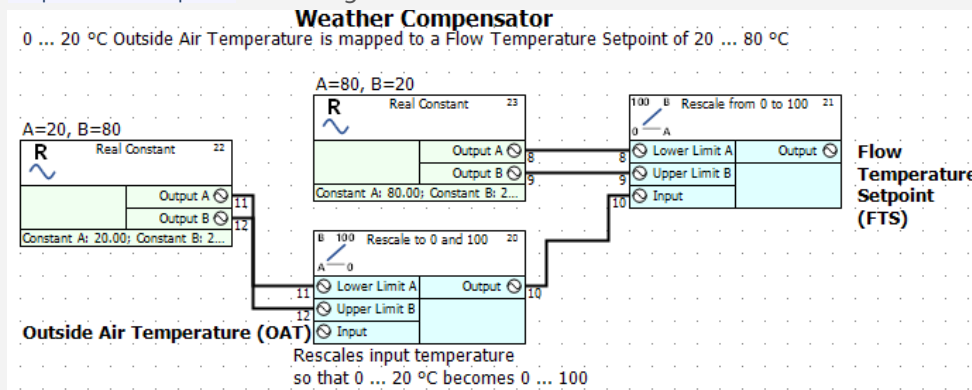 Weather Compensator
0 ... 20 ºC Outside Air Temperature is mapped to a Flow Temperature Setpoint of 20 ... 80 ºC
A=80, B=20
R Real Constant 23
Output A 8
Output B 9
Constant A: 80.00; Constant B: 2...
100 B Rescale from 0 to 100 21
0 A
8 Lower Limit A Output
9 Upper Limit B
10 Input
Flow
Temperature
Setpoint
(FTS)
A=20, B=80
R Real Constant 22
Output A 11
Output B 12
Constant A: 20.00; Constant B: 2...
B 100 Rescale to 0 and 100 20
A 0
11 Lower Limit A Output 10
12 Upper Limit B
Outside Air Temperature (OAT) Input
Rescales input temperature
so that 0 ... 20 ºC becomes 0 ... 100